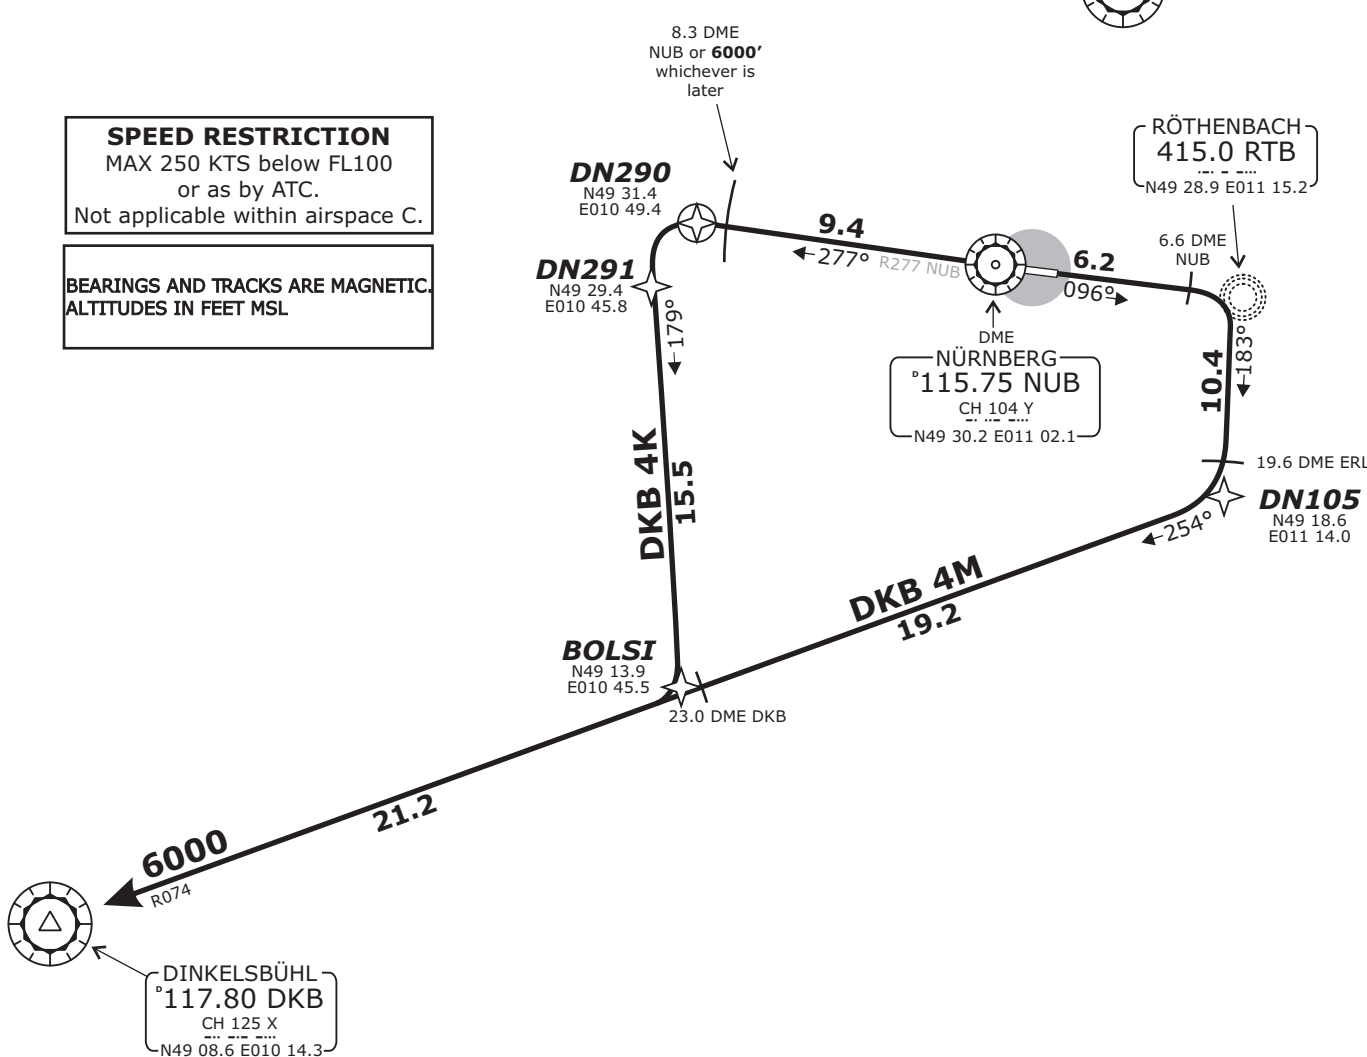 8.3 DME
NUB or 6000’
whichever is
later
SPEED RESTRICTION
MAX 250 KTS below FL100
or as by ATC.
Not applicable within airspace C.
BEARINGS AND TRACKS ARE MAGNETIC.
ALTITUDES IN FEET MSL
RÖTHENBACH
415.0 RTB
N49 28.9 E011 15.2
DN290
N49 31.4
E010 49.4
9.4
277°
R277 NUB
6.2
096°
6.6 DME
NUB
DN291
N49 29.4
E010 45.8
179°
DME
NÜRNBERG
D 115.75 NUB
CH 104 Y
N49 30.2 E011 02.1
183°
10.4
19.6 DME ERL
DN105
N49 18.6
E011 14.0
254°
DKB 4K
15.5
DKB 4M
19.2
BOLSI
N49 13.9
E010 45.5
23.0 DME DKB
21.2
6000
R074
DINKELSBÜHL
D 117.80 DKB
CH 125 X
N49 08.6 E010 14.3